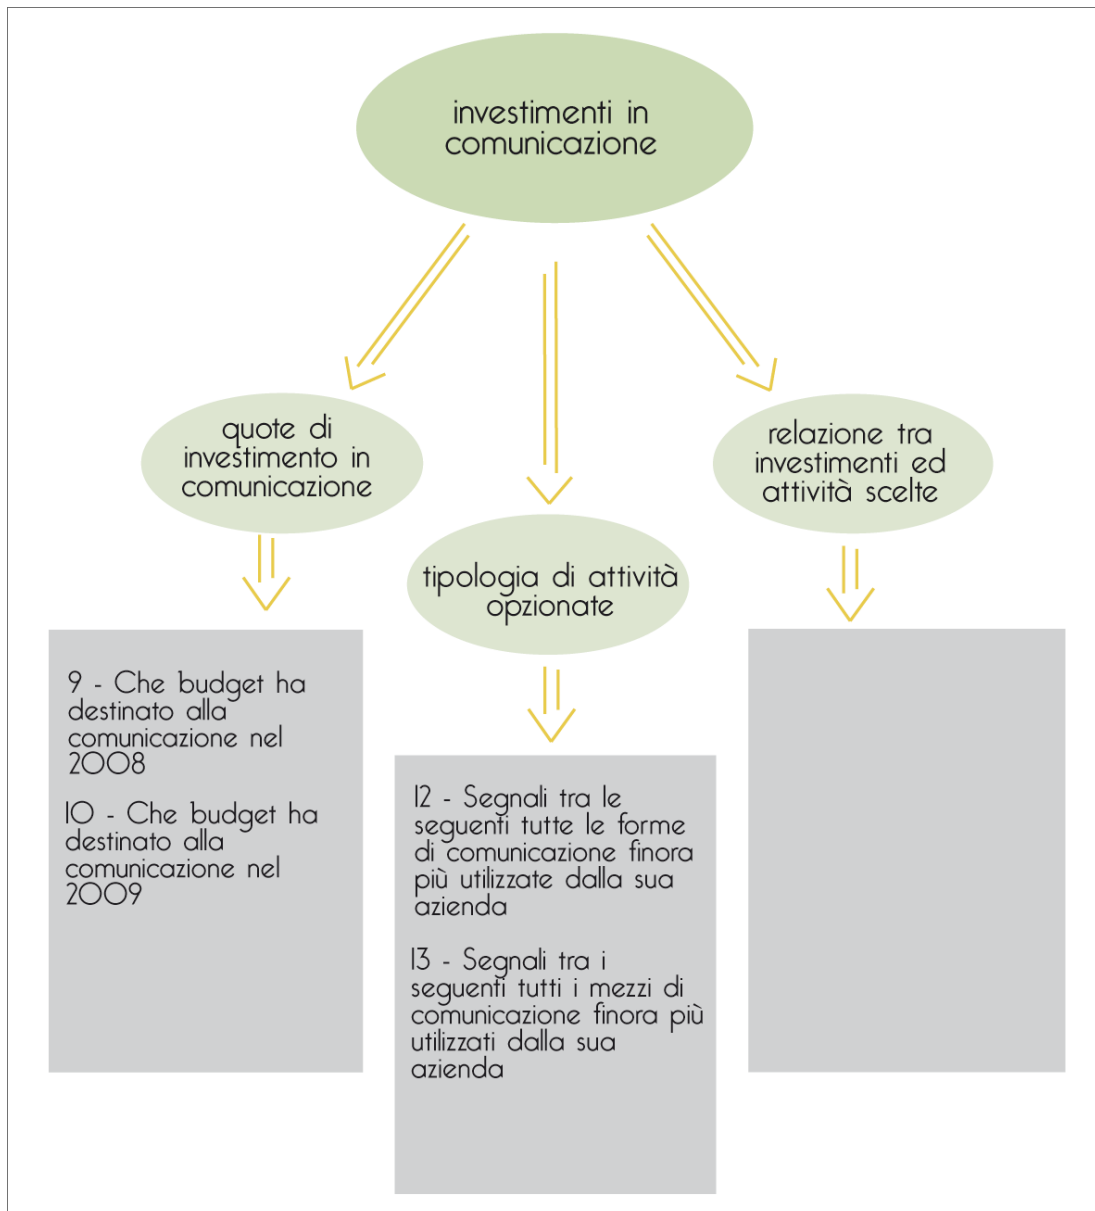 investimenti in
comunicazione
quote di
investimento in
comunicazione
relazione tra
investimenti ed
attività scelte
tipologia di attività
opzionate
9 - Che budget ha
destinato alla
comunicazione nel
2008
10 - Che budget ha
destinato alla
comunicazione nel
2009
12 - Segnali tra le
seguenti tutte le forme
di comunicazione finora
più utilizzate dalla sua
azienda
13 - Segnali tra i
seguenti tutti i mezzi di
comunicazione finora più
utilizzati dalla sua
azienda